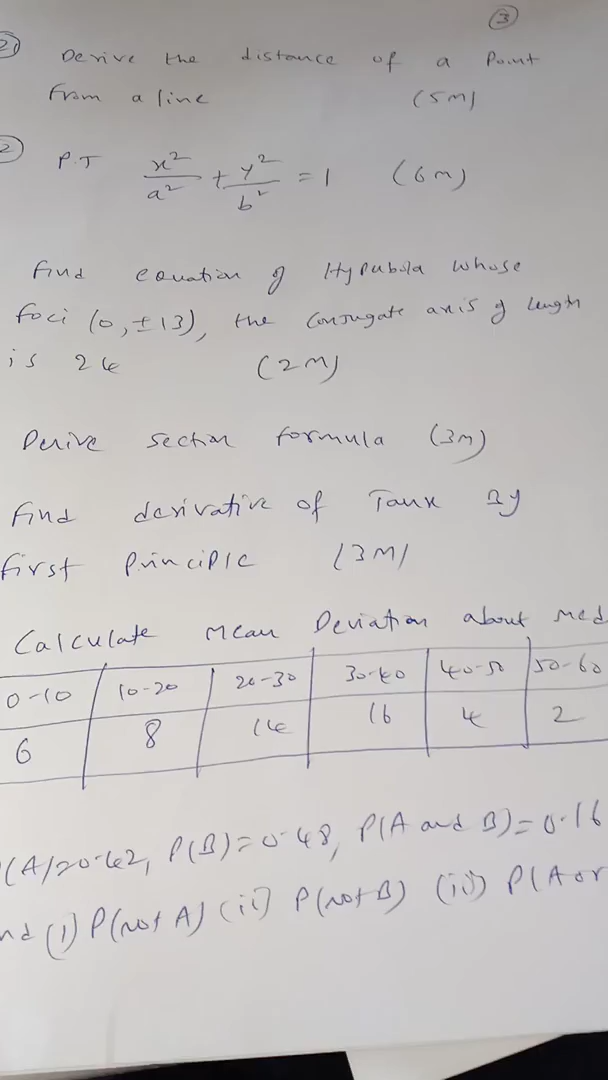 ③
2) Derive the distance of a Point
from a line (5M)
2) P.T x²/a² + y²/b² = 1 (6M)
Find equation of Hyperbola whose
foci (0, ±13), the conjugate axis of length
is 24 (2M)
Derive section formula (3M)
Find derivative of Tanx By
first Principle (3M)
Calculate Mean Deviation about Med
0-10 10-20 20-30 30-40 40-50 50-60
6 8 14 16 4 2
P(A)=0.42, P(B)=0.48, P(A and B)=0.16
nd (i) P(not A) (ii) P(not B) (iii) P(A or